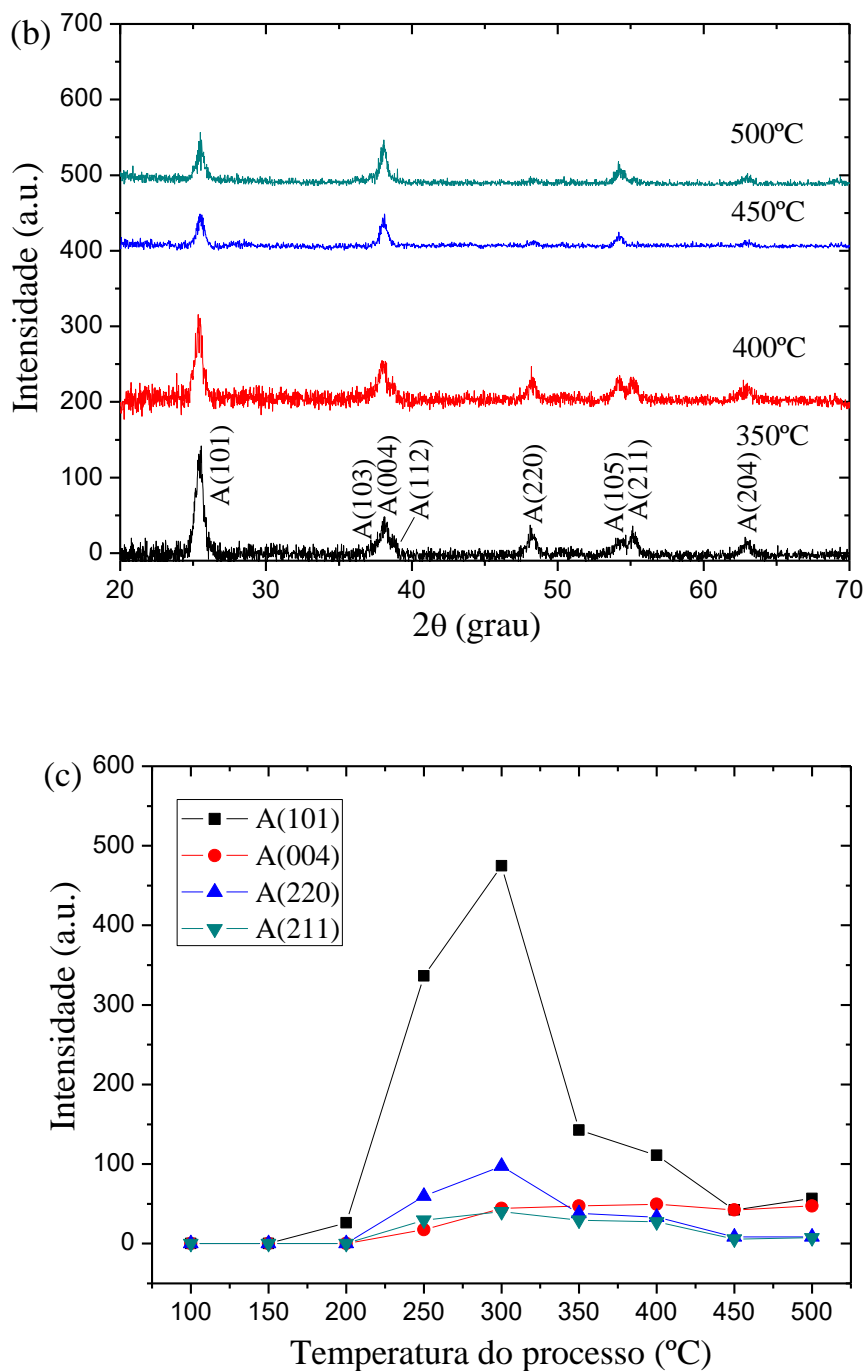 (b)
700
600
500
400
300
200
100
0
Intensidade (a.u.)
500ºC
450ºC
400ºC
350ºC
A(101)
A(103)
A(004)
A(112)
A(220)
A(105)
A(211)
A(204)
20 30 40 50 60 70
2θ (grau)
(c)
600
500
400
300
200
100
0
Intensidade (a.u.)
A(101)
A(004)
A(220)
A(211)
100 150 200 250 300 350 400 450 500
Temperatura do processo (ºC)